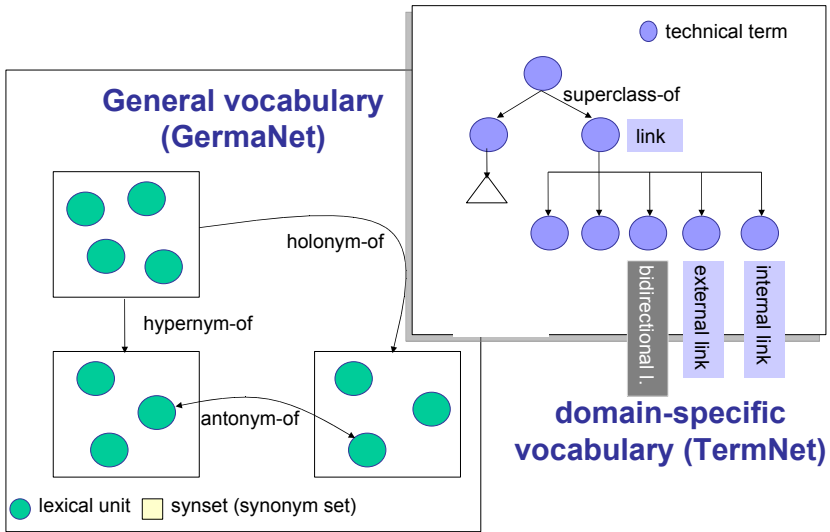 technical term
superclass-of
link
bidirectional l.
external link
internal link
domain-specific
vocabulary (TermNet)
General vocabulary
(GermaNet)
holonym-of
hypernym-of
antonym-of
lexical unit
synset (synonym set)